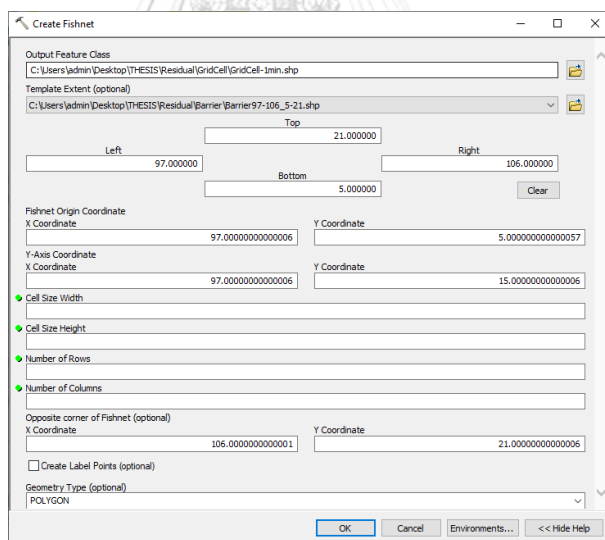 Create Fishnet
Output Feature Class
C:\Users\admin\Desktop\THESIS\Residual\GridCell\GridCell-1min.shp
Template Extent (optional)
C:\Users\admin\Desktop\THESIS\Residual\Barrier\Barrier97-106_5-21.shp
Top
21.000000
Left Right
97.000000 106.000000
Bottom
5.000000
Clear
Fishnet Origin Coordinate
X Coordinate Y Coordinate
97.00000000000006 5.000000000000057
Y-Axis Coordinate
X Coordinate Y Coordinate
97.00000000000006 15.00000000000006
Cell Size Width
Cell Size Height
Number of Rows
Number of Columns
Opposite corner of Fishnet (optional)
X Coordinate Y Coordinate
106.0000000000001 21.00000000000006
Create Label Points (optional)
Geometry Type (optional)
POLYGON
OK Cancel Environments... << Hide Help